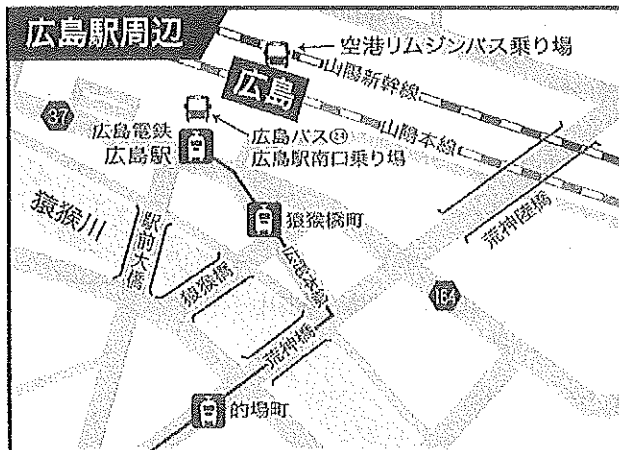 広島駅周辺
空港リムジンバス乗り場
山陽新幹線
広島
山陽本線
37
広島電鉄
広島駅
広島バス㉑
広島駅南口乗り場
猿猴川
駅前大橋
猿猴橋町
猿猴橋
広電本線
荒神陸橋
164
荒神橋
的場町